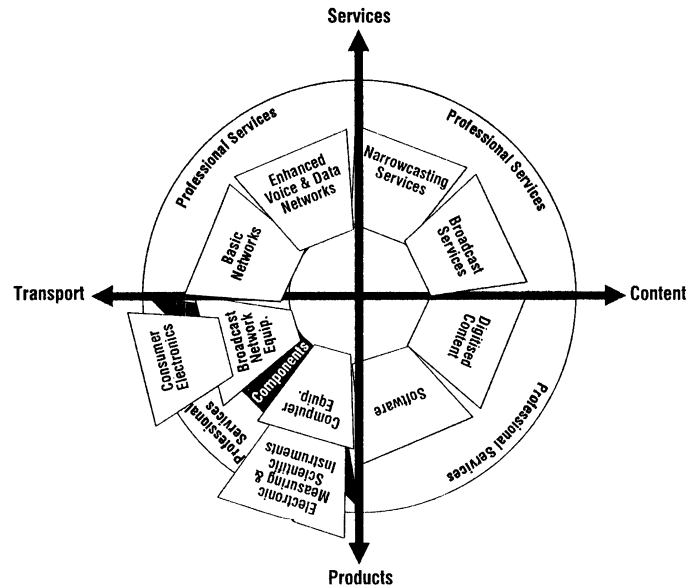 Services
Professional Services
Professional Services
Enhanced
Voice & Data
Networks
Narrowcasting
Services
Basic
Networks
Broadcast
Services
Transport
Content
Consumer
Electronics
Broadcast
Network
Equip.
Components
Computer
Equip.
Software
Digitised
Content
Professional
Services
Professional Services
Electronic
Measuring &
Scientific
Instruments
Products